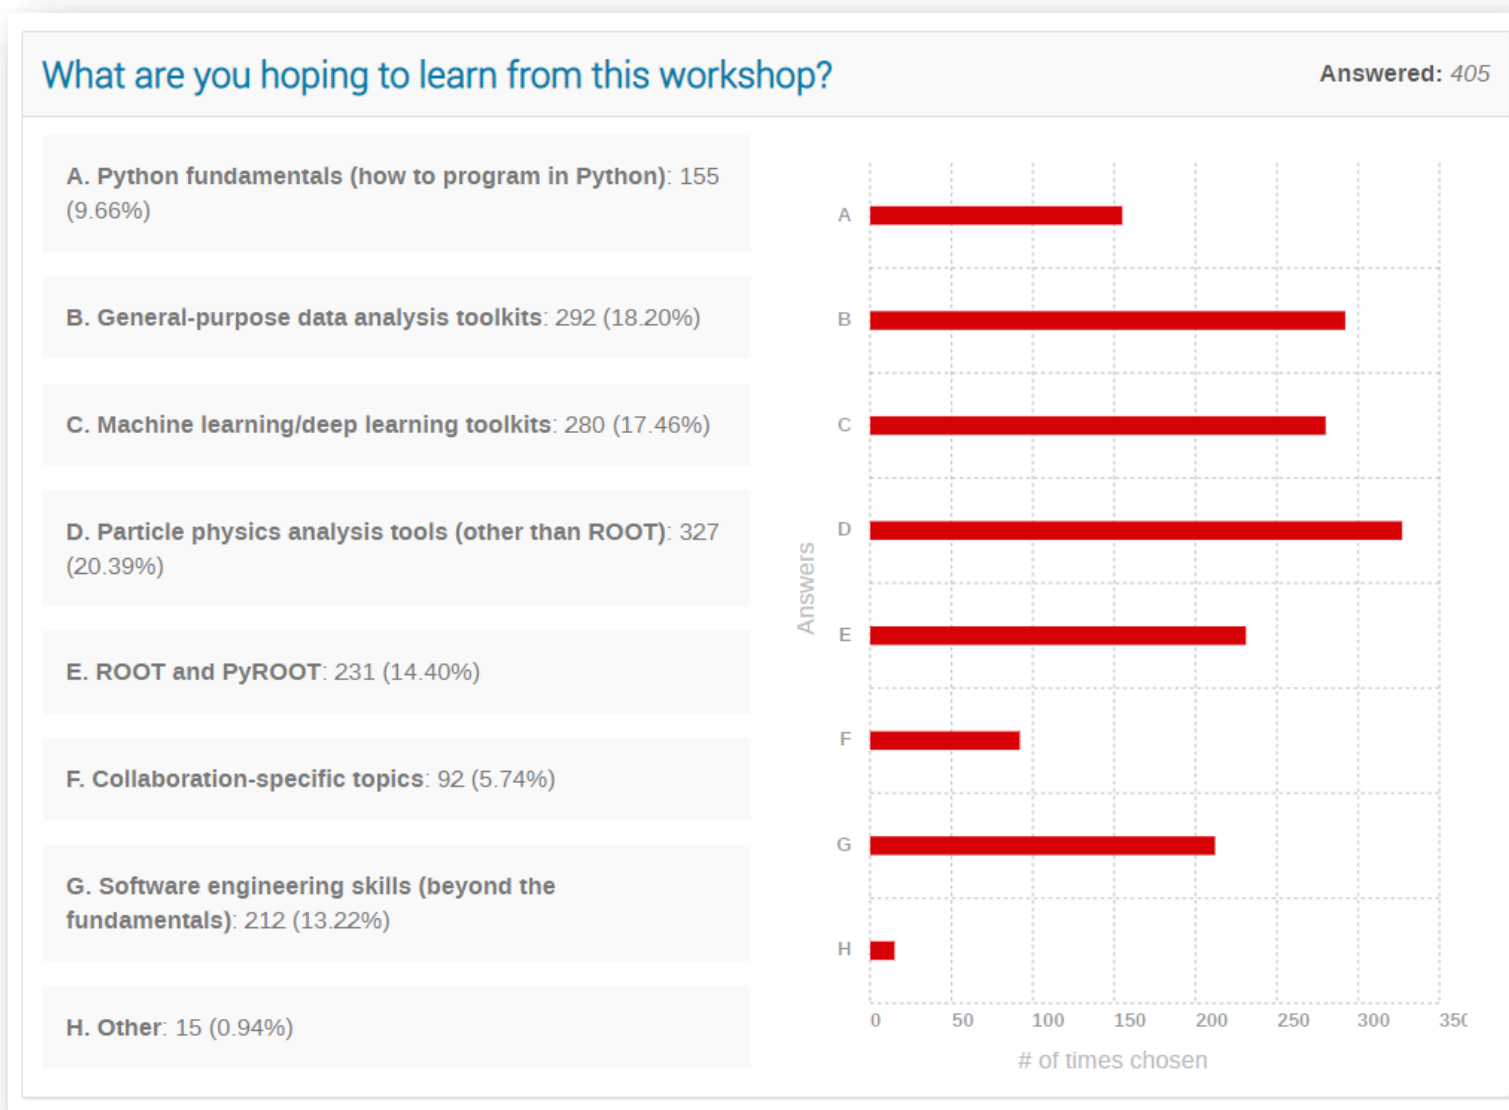 What are you hoping to learn from this workshop?
Answered: 405
A. Python fundamentals (how to program in Python): 155
(9.66%)
B. General-purpose data analysis toolkits: 292 (18.20%)
C. Machine learning/deep learning toolkits: 280 (17.46%)
D. Particle physics analysis tools (other than ROOT): 327
(20.39%)
E. ROOT and PyROOT: 231 (14.40%)
F. Collaboration-specific topics: 92 (5.74%)
G. Software engineering skills (beyond the
fundamentals): 212 (13.22%)
H. Other: 15 (0.94%)
Answers
A
B
C
D
E
F
G
H
0 50 100 150 200 250 300 350
# of times chosen